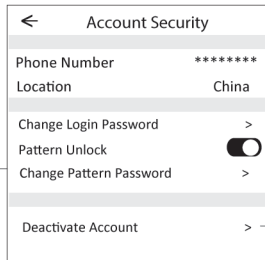 ← Account Security
Phone Number ********
Location China
Change Login Password >
Pattern Unlock
Change Pattern Password >
Deactivate Account >